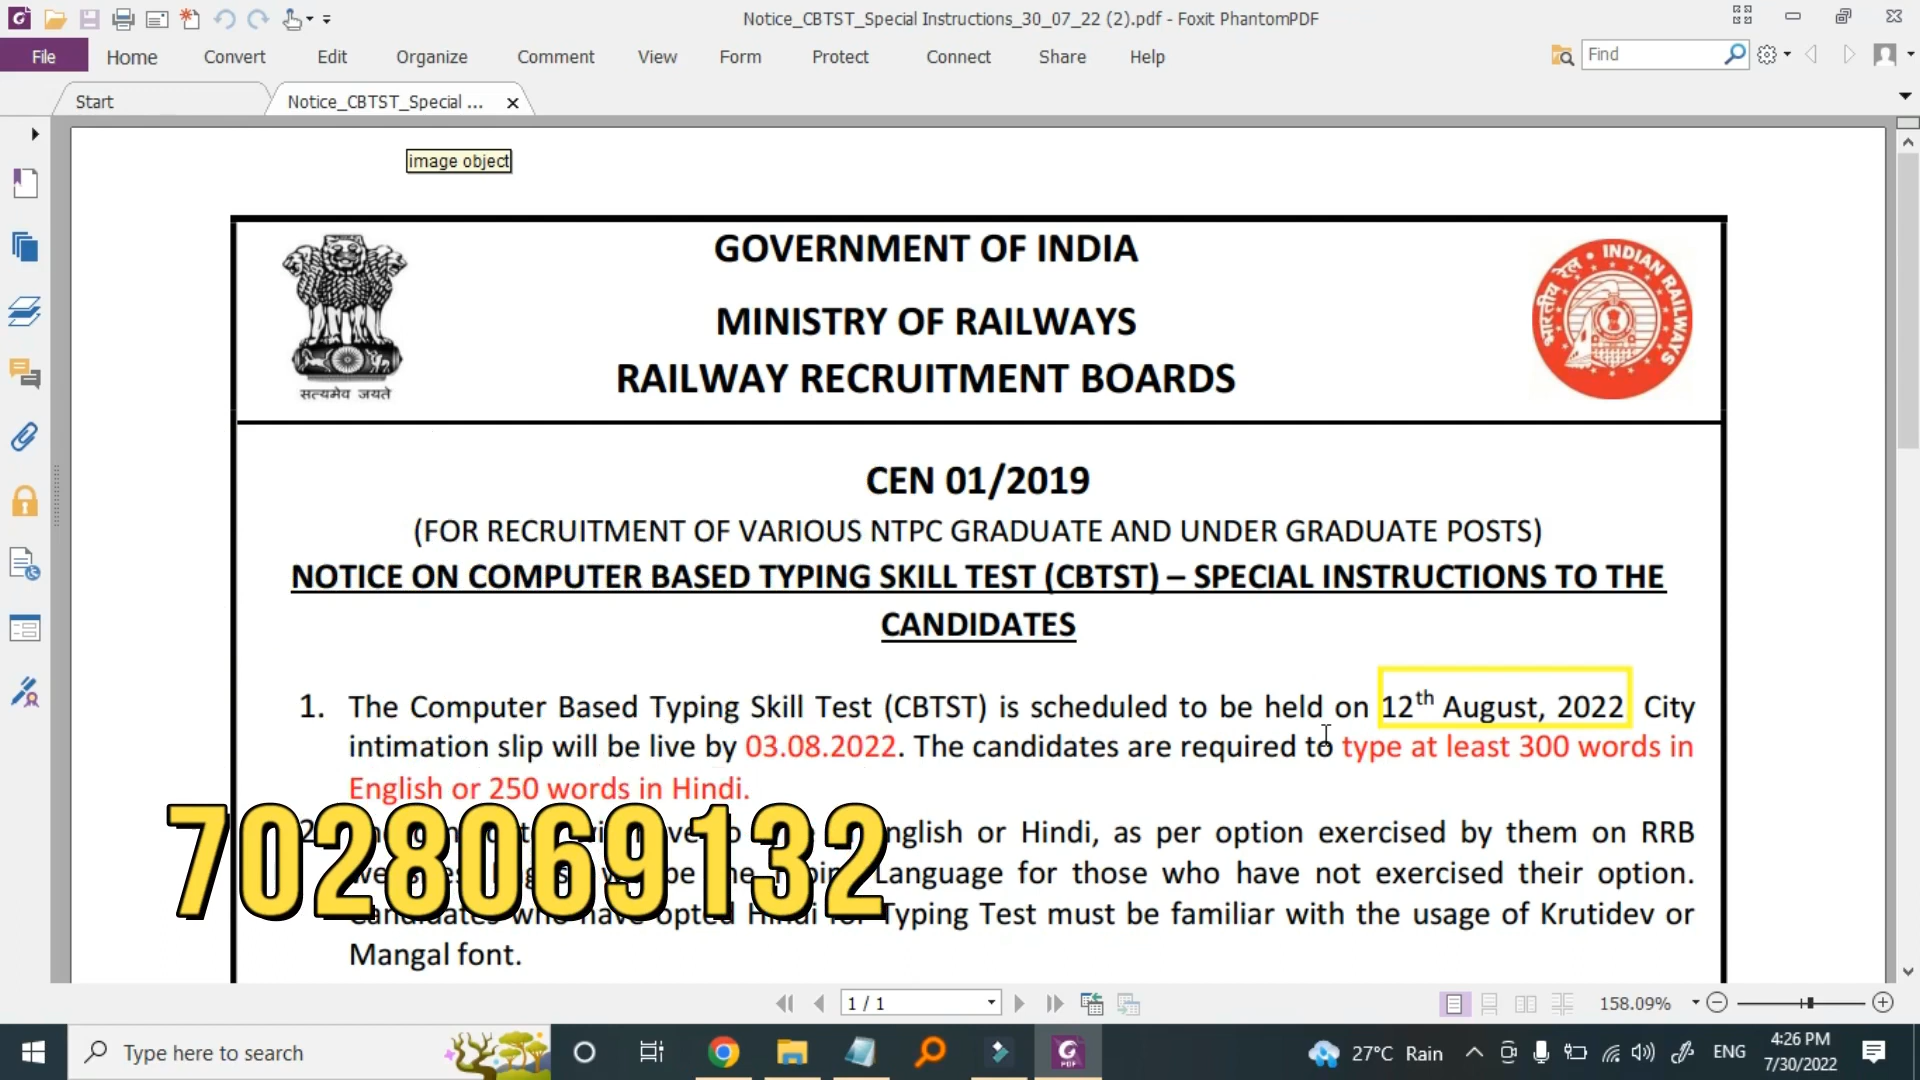 Notice_CBTST_Special Instructions_30_07_22 (2).pdf - Foxit PhantomPDF
File Home Convert Edit Organize Comment View Form Protect Connect Share Help Find
Start Notice_CBTST_Special ...
image object
GOVERNMENT OF INDIA
MINISTRY OF RAILWAYS
RAILWAY RECRUITMENT BOARDS
सत्यमेव जयते
भारतीय रेल • INDIAN RAILWAYS
CEN 01/2019
(FOR RECRUITMENT OF VARIOUS NTPC GRADUATE AND UNDER GRADUATE POSTS)
NOTICE ON COMPUTER BASED TYPING SKILL TEST (CBTST) – SPECIAL INSTRUCTIONS TO THE
CANDIDATES
1. The Computer Based Typing Skill Test (CBTST) is scheduled to be held on 12th August, 2022 City
intimation slip will be live by 03.08.2022. The candidates are required to type at least 300 words in
English or 250 words in Hindi.
7028069132
English or Hindi, as per option exercised by them on RRB
Language for those who have not exercised their option.
Candidates who have opted Hindi for Typing Test must be familiar with the usage of Krutidev or
Mangal font.
1 / 1 158.09%
Type here to search 27°C Rain ENG 4:26 PM
7/30/2022